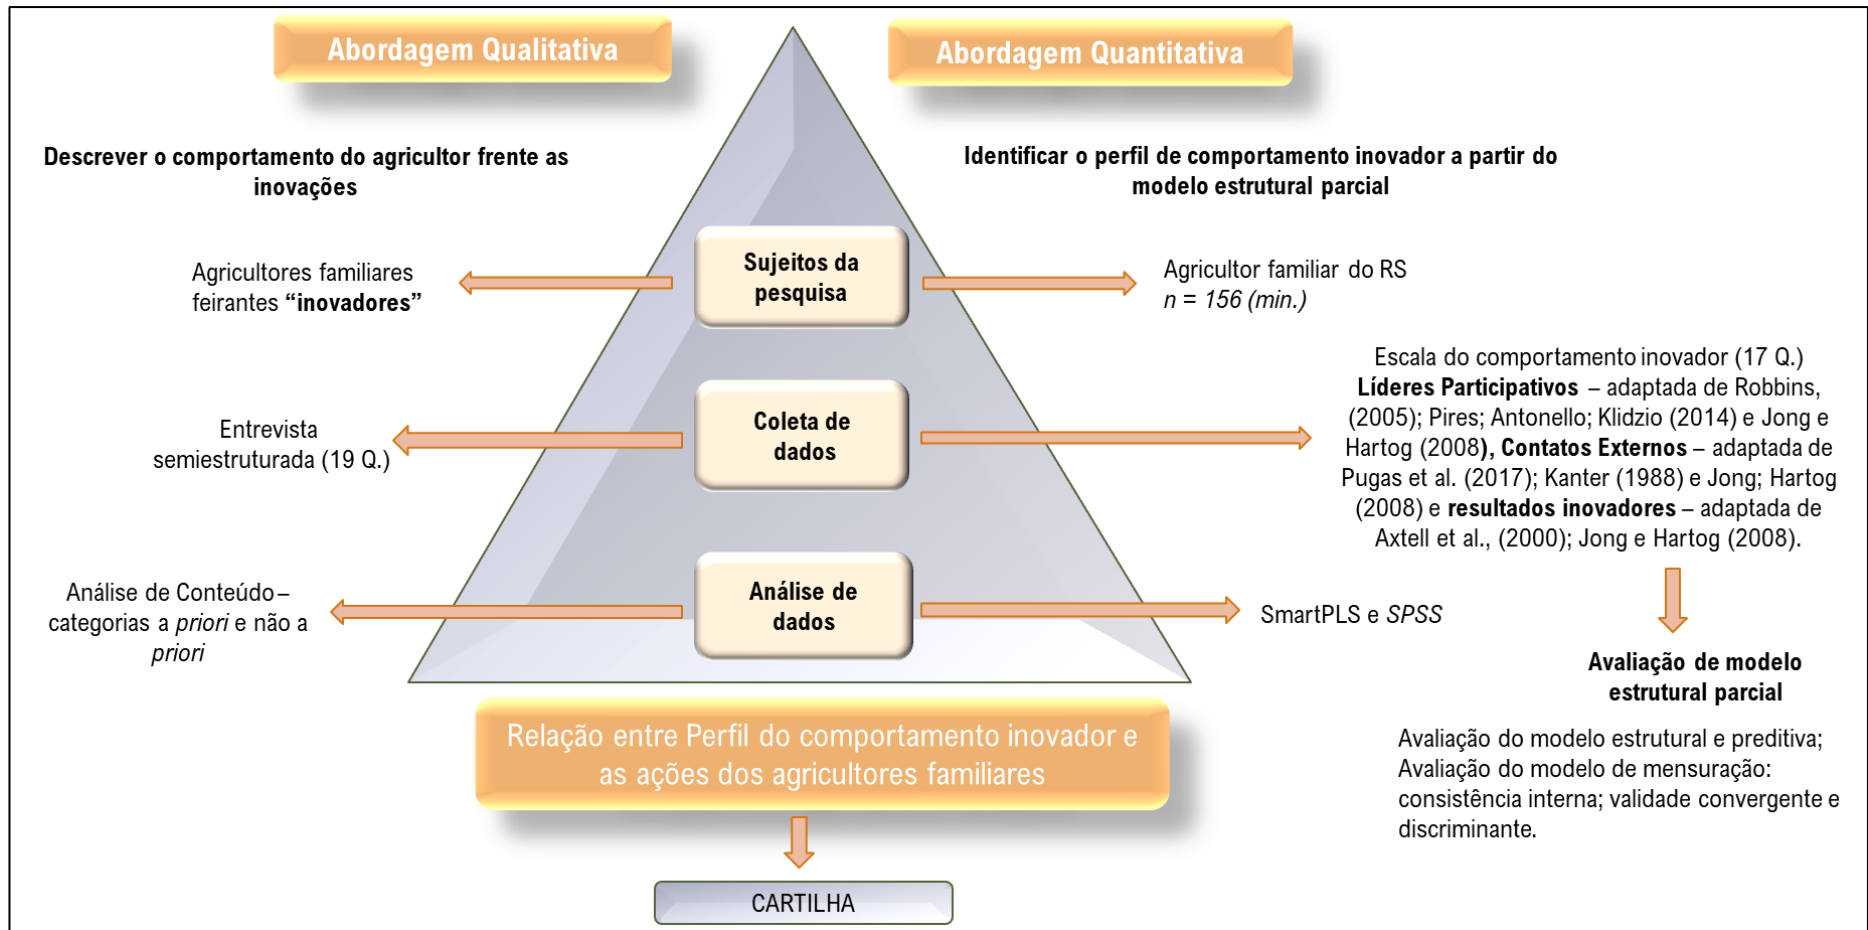 Abordagem Qualitativa
Abordagem Quantitativa
Descrever o comportamento do agricultor frente as
inovações
Identificar o perfil de comportamento inovador a partir do
modelo estrutural parcial
Sujeitos da
pesquisa
Agricultores familiares
feirantes “inovadores”
Agricultor familiar do RS
n = 156 (min.)
Coleta de
dados
Entrevista
semiestruturada (19 Q.)
Escala do comportamento inovador (17 Q.)
Líderes Participativos – adaptada de Robbins,
(2005); Pires; Antonello; Klidzio (2014) e Jong e
Hartog (2008), Contatos Externos – adaptada de
Pugas et al. (2017); Kanter (1988) e Jong; Hartog
(2008) e resultados inovadores – adaptada de
Axtell et al., (2000); Jong e Hartog (2008).
Análise de
dados
Análise de Conteúdo –
categorias a priori e não a
priori
SmartPLS e SPSS
Avaliação de modelo
estrutural parcial
Avaliação do modelo estrutural e preditiva;
Avaliação do modelo de mensuração:
consistência interna; validade convergente e
discriminante.
Relação entre Perfil do comportamento inovador e
as ações dos agricultores familiares
CARTILHA